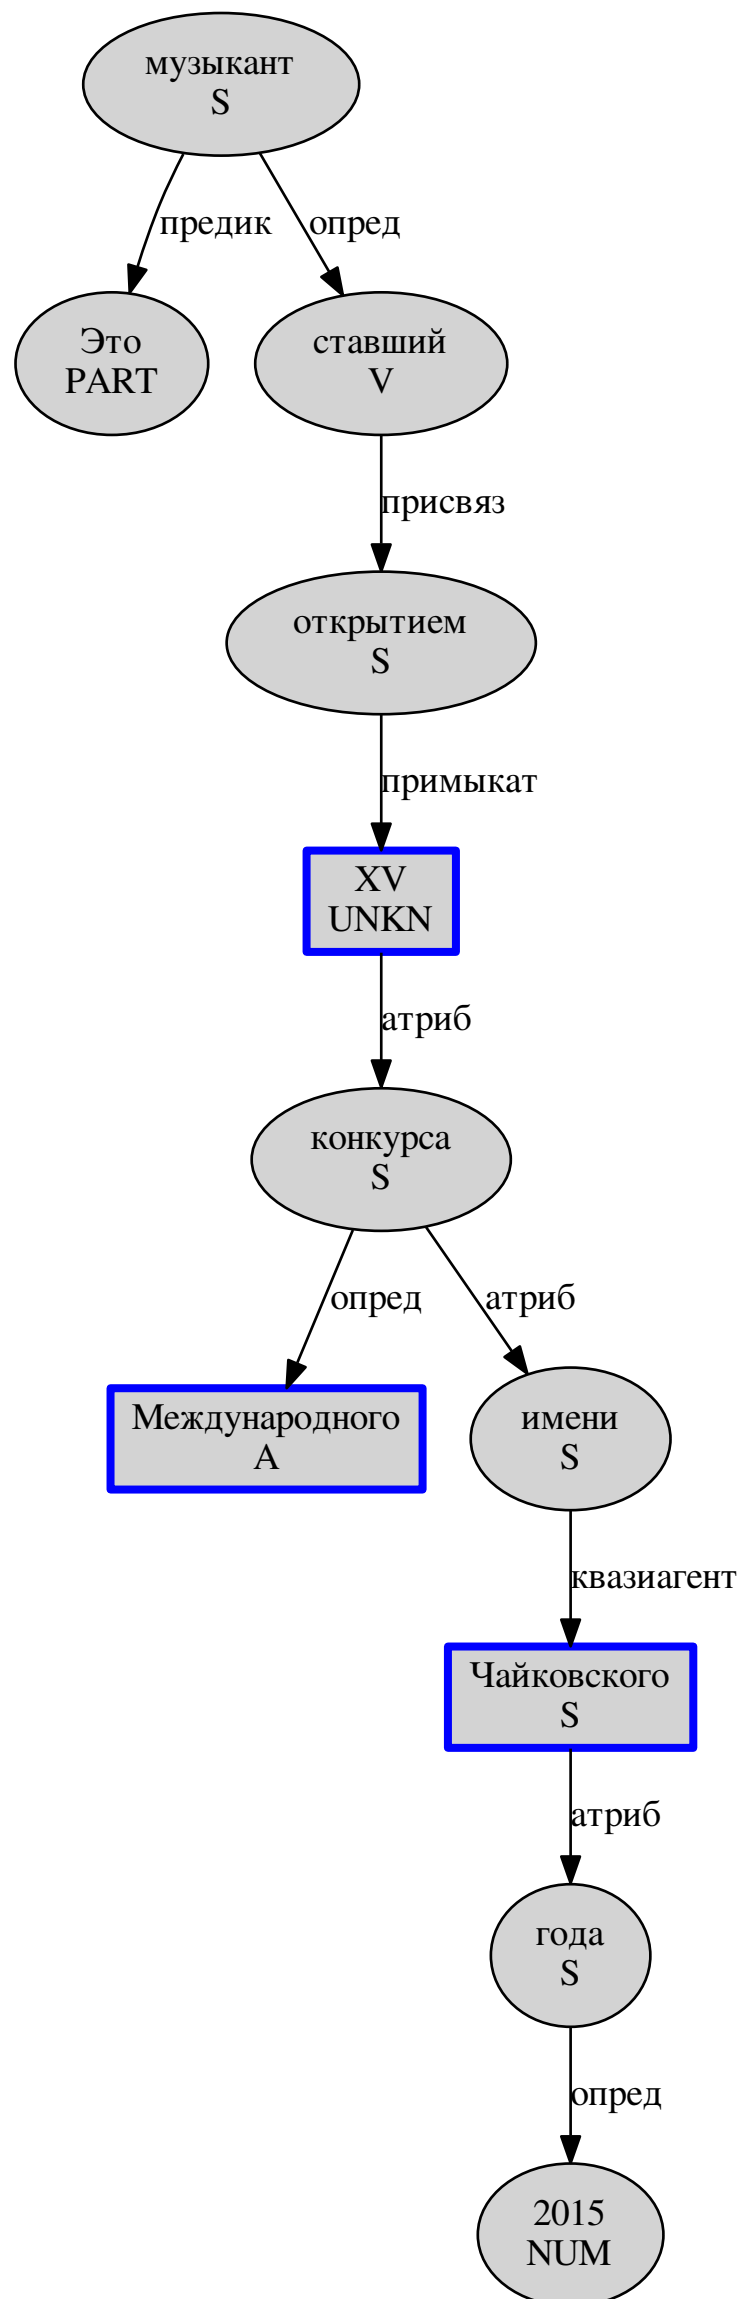 музыкант
S
предик
опред
Это
PART
ставший
V
присвяз
открытием
S
примыкат
XV
UNKN
атриб
конкурса
S
опред
атриб
Международного
A
имени
S
квазиагент
Чайковского
S
атриб
года
S
опред
2015
NUM